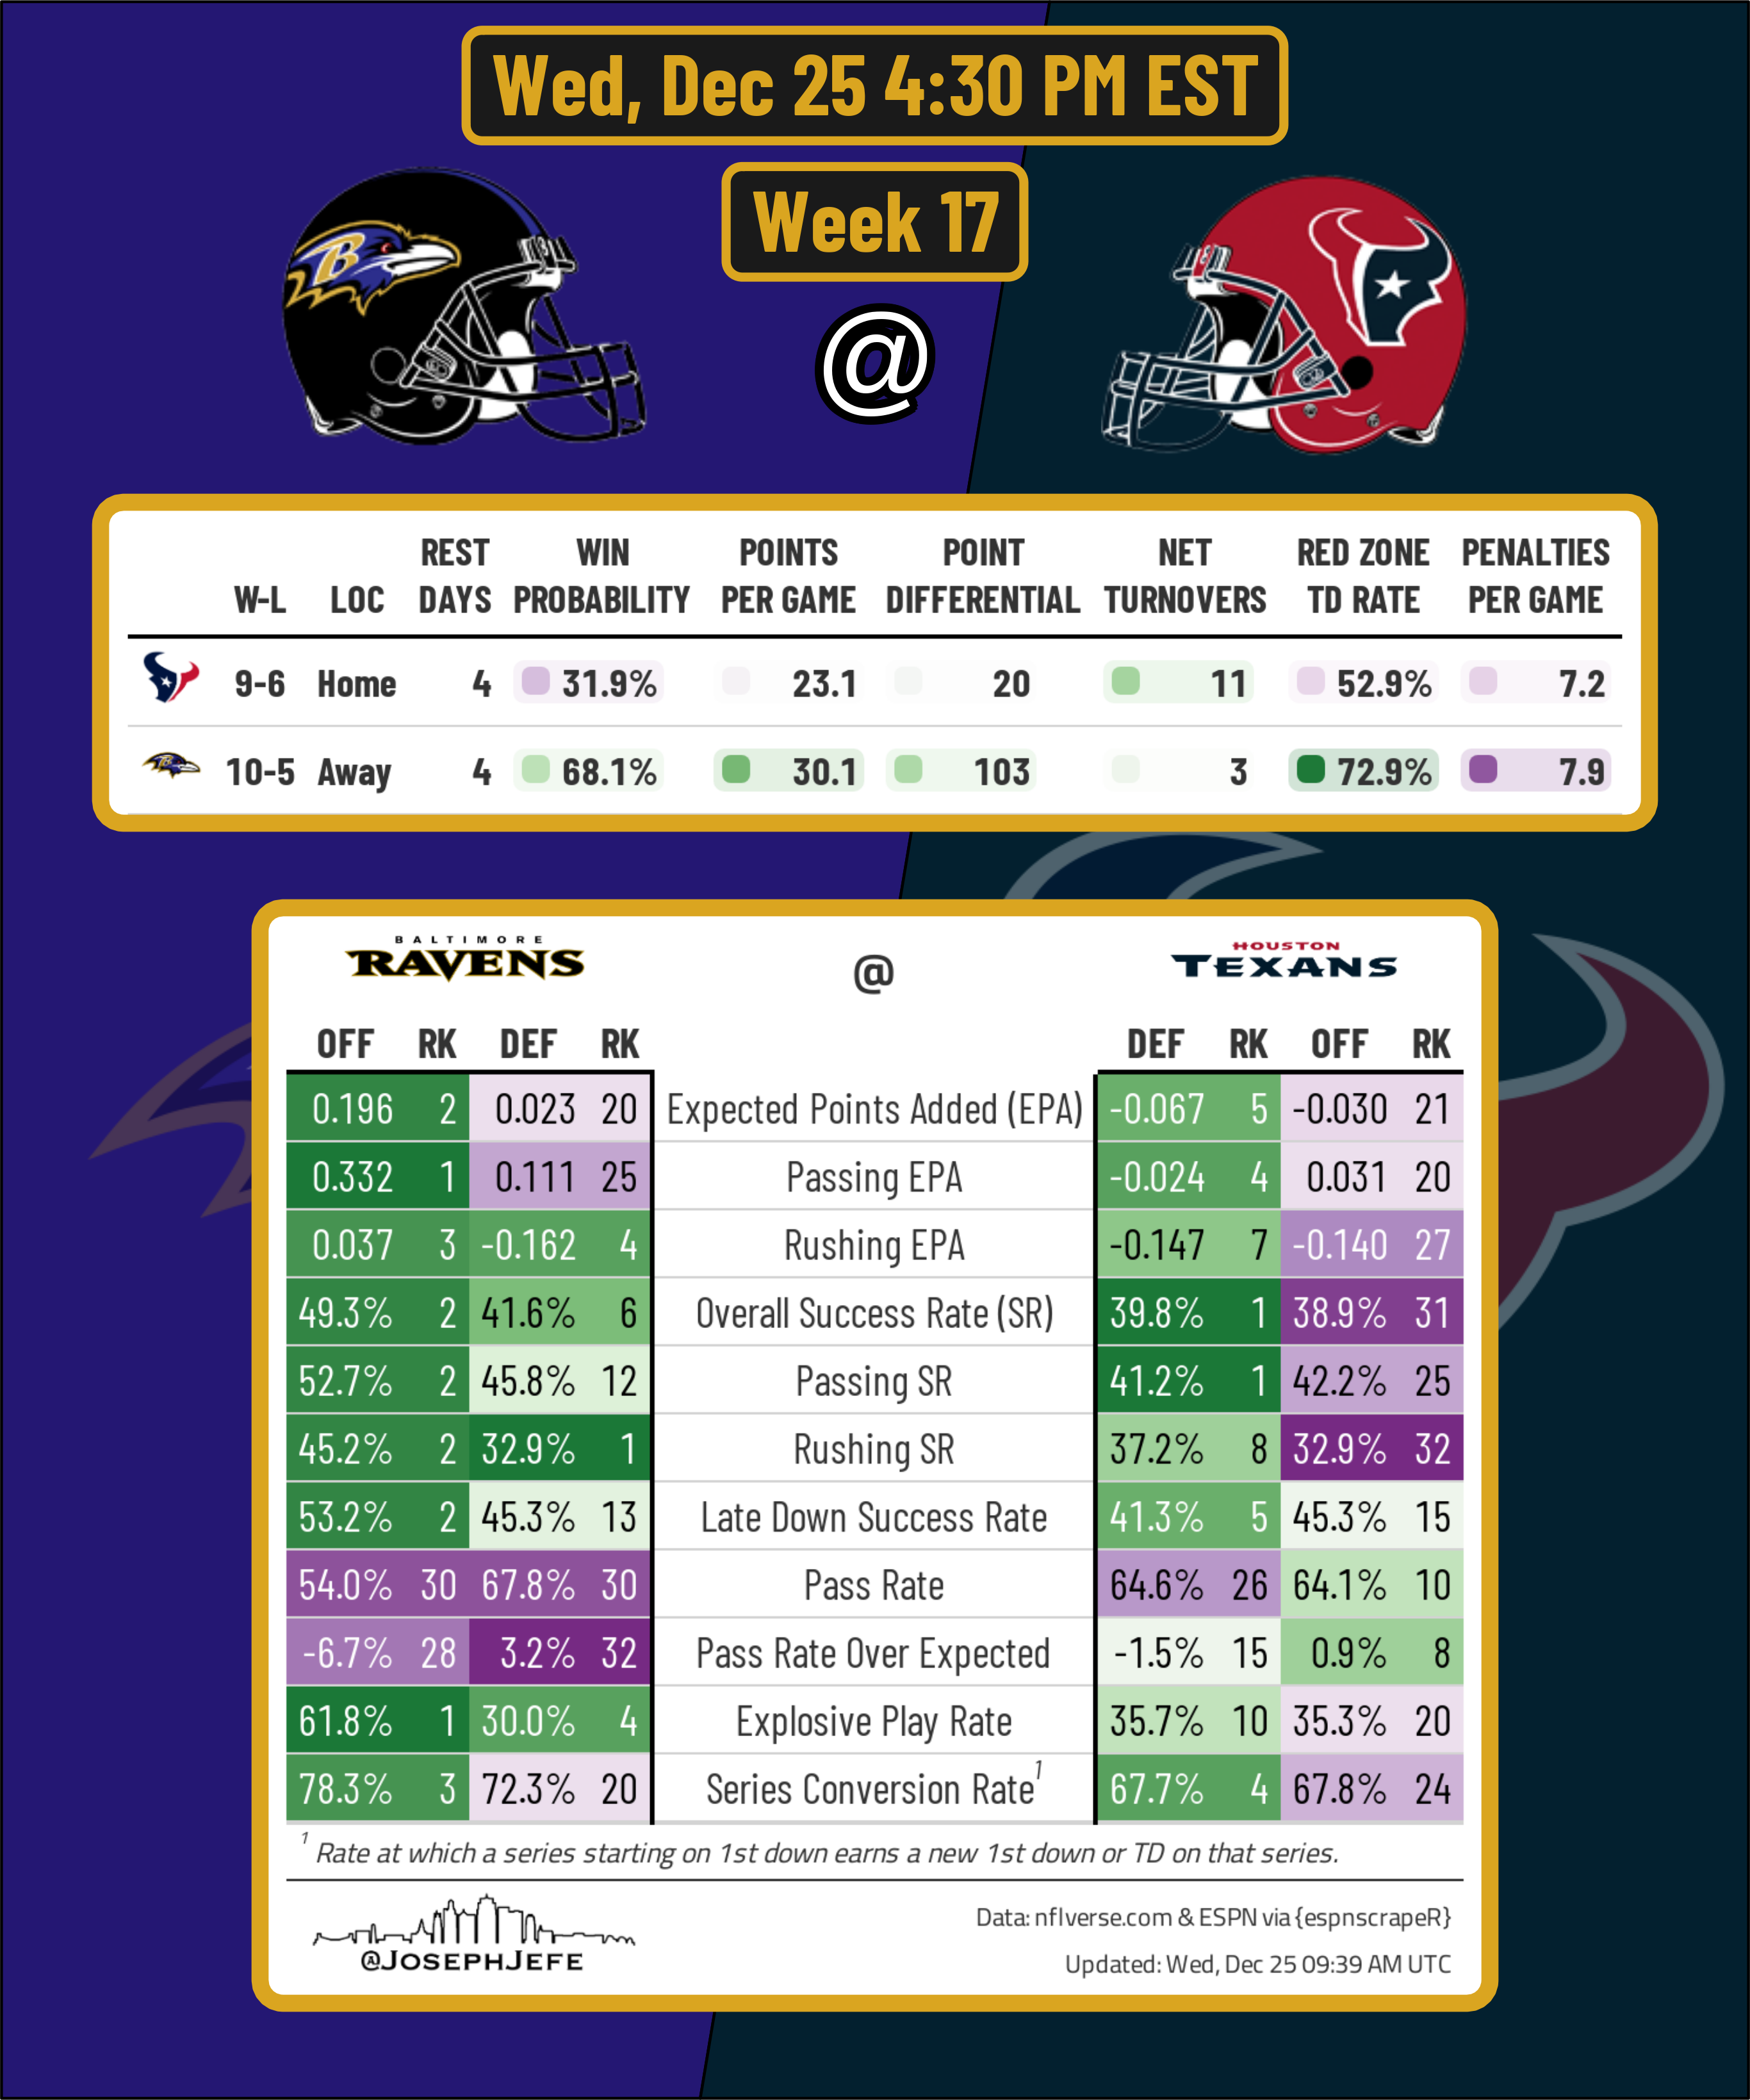 Wed, Dec 25 4:30 PM EST
Week 17
B
@
REST WIN POINTS POINT NET RED ZONE PENALTIES
W-L LOC DAYS PROBABILITY PER GAME DIFFERENTIAL TURNOVERS TD RATE PER GAME
9-6 Home 4 31.9% 23.1 20 11 52.9% 7.2
10-5 Away 4 68.1% 30.1 103 3 72.9% 7.9
BALTIMORE RAVENS @ HOUSTON TEXANS
OFF RK DEF RK DEF RK OFF RK
0.196 2 0.023 20 Expected Points Added (EPA) -0.067 5 -0.030 21
0.332 1 0.111 25 Passing EPA -0.024 4 0.031 20
0.037 3 -0.162 4 Rushing EPA -0.147 7 -0.140 27
49.3% 2 41.6% 6 Overall Success Rate (SR) 39.8% 1 38.9% 31
52.7% 2 45.8% 12 Passing SR 41.2% 1 42.2% 25
45.2% 2 32.9% 1 Rushing SR 37.2% 8 32.9% 32
53.2% 2 45.3% 13 Late Down Success Rate 41.3% 5 45.3% 15
54.0% 30 67.8% 30 Pass Rate 64.6% 26 64.1% 10
-6.7% 28 3.2% 32 Pass Rate Over Expected -1.5% 15 0.9% 8
61.8% 1 30.0% 4 Explosive Play Rate 35.7% 10 35.3% 20
78.3% 3 72.3% 20 Series Conversion Rate¹ 67.7% 4 67.8% 24
¹ Rate at which a series starting on 1st down earns a new 1st down or TD on that series.
@JOSEPHJEFE
Data: nflverse.com & ESPN via {espnscrapeR}
Updated: Wed, Dec 25 09:39 AM UTC